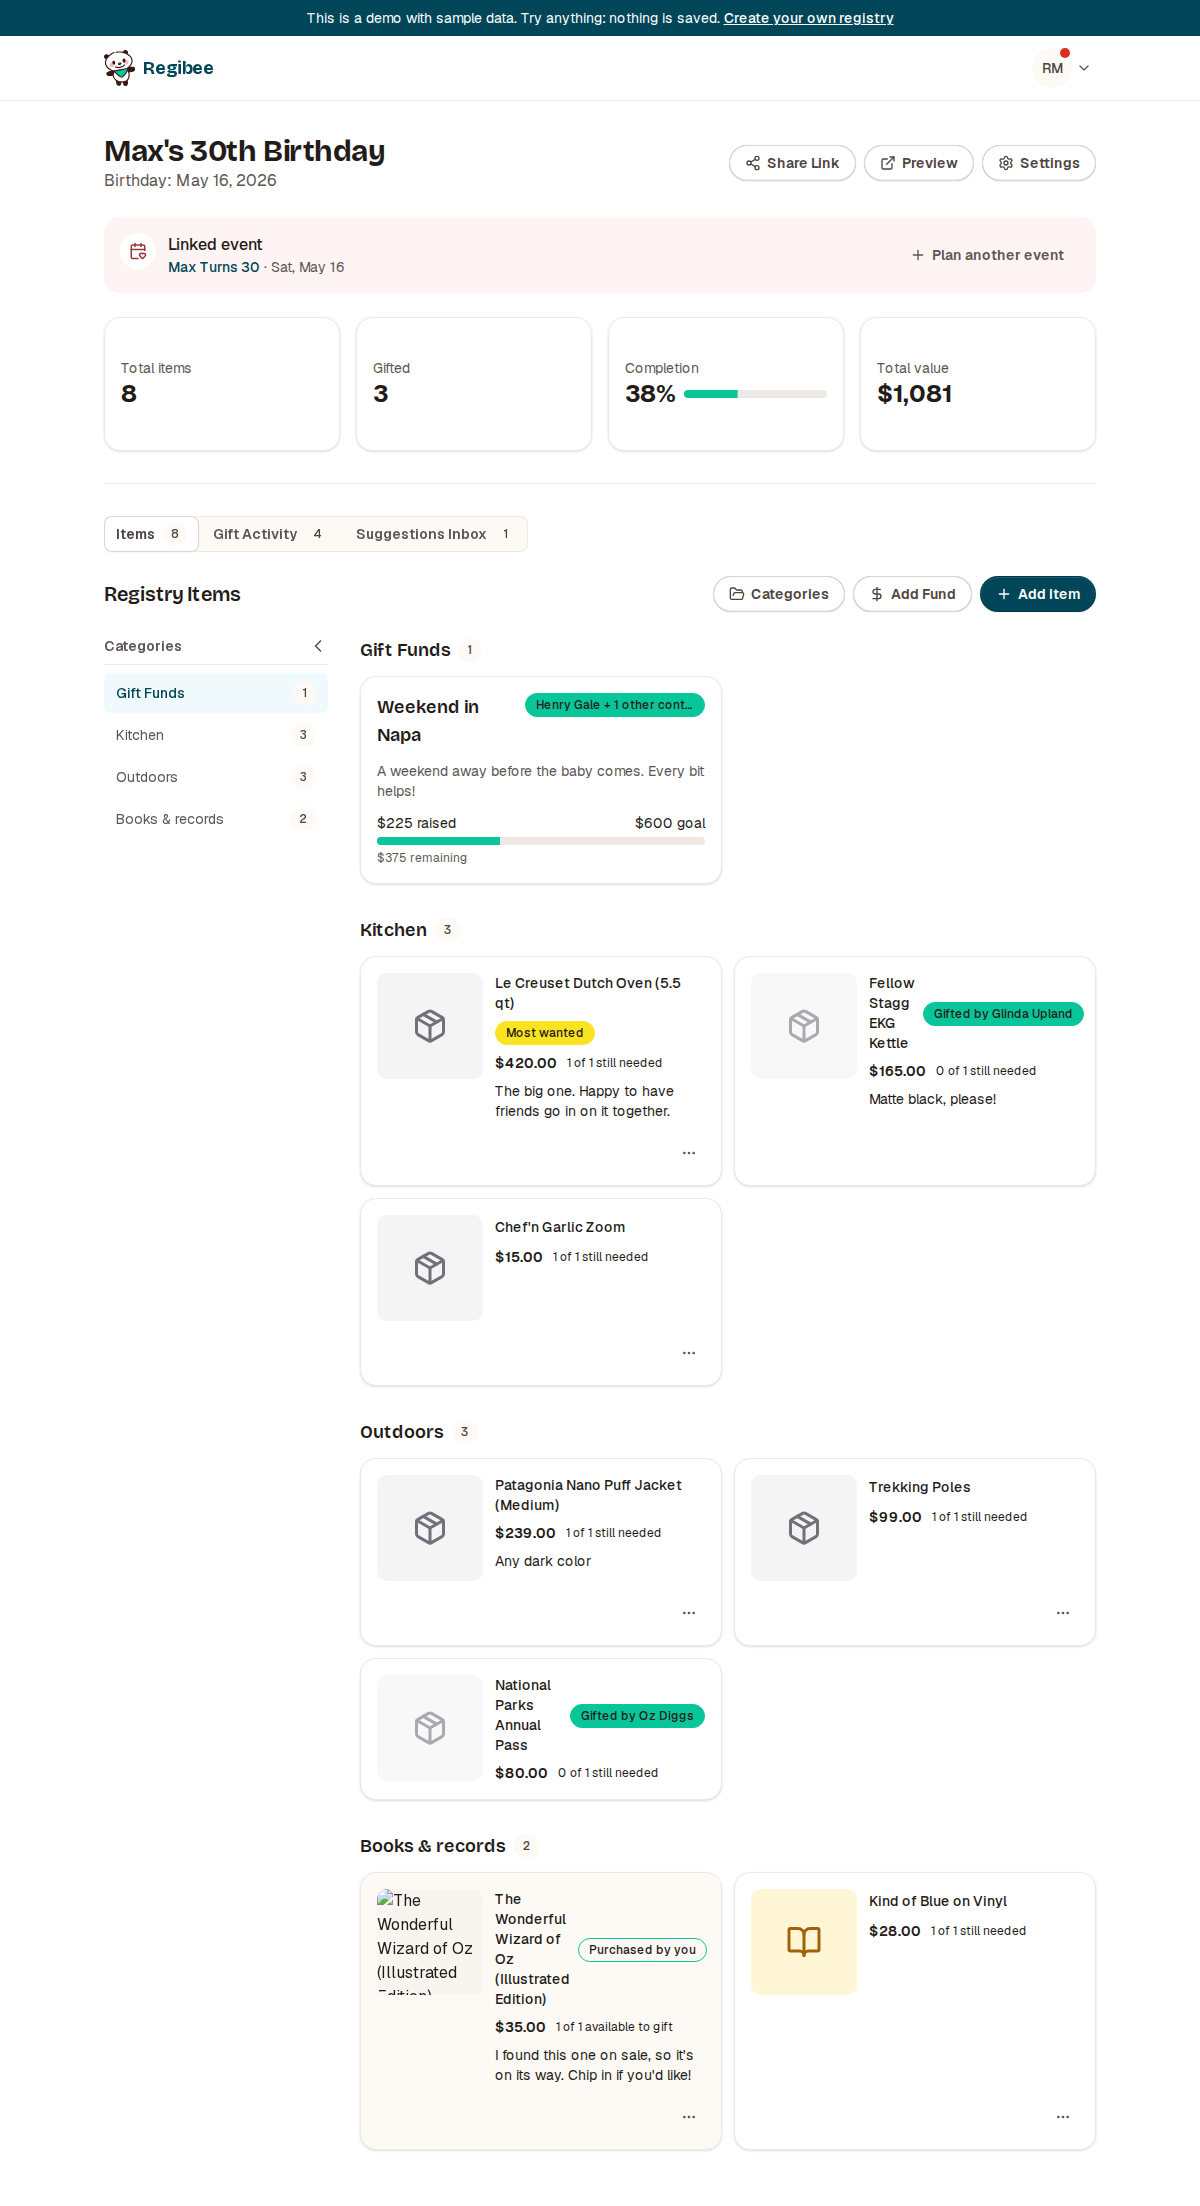 This is a demo with sample data. Try anything: nothing is saved. Create your own registry
Regibee
RM
Max's 30th Birthday
Birthday: May 16, 2026
Share Link
Preview
Settings
Linked event
Max Turns 30 · Sat, May 16
Plan another event
Total items
8
Gifted
3
Completion
38%
Total value
$1,081
Items 8
Gift Activity 4
Suggestions Inbox 1
Registry Items
Categories
Add Fund
Add item
Categories
Gift Funds 1
Kitchen 3
Outdoors 3
Books & records 2
Gift Funds 1
Weekend in
Napa
Henry Gale + 1 other cont...
A weekend away before the baby comes. Every bit
helps!
$225 raised
$600 goal
$375 remaining
Kitchen 3
Le Creuset Dutch Oven (5.5
qt)
Most wanted
$420.00 1 of 1 still needed
The big one. Happy to have
friends go in on it together.
Fellow
Stagg
EKG
Kettle
Gifted by Glinda Upland
$165.00 0 of 1 still needed
Matte black, please!
Chef'n Garlic Zoom
$15.00 1 of 1 still needed
Outdoors 3
Patagonia Nano Puff Jacket
(Medium)
$239.00 1 of 1 still needed
Any dark color
Trekking Poles
$99.00 1 of 1 still needed
National
Parks
Annual
Pass
Gifted by Oz Diggs
$80.00 0 of 1 still needed
Books & records 2
The
Wonderful
Wizard of Oz
(Illustrated
Edition)
The
Wonderful
Wizard of
Oz
(Illustrated
Edition)
Purchased by you
$35.00 1 of 1 available to gift
I found this one on sale, so it's
on its way. Chip in if you'd like!
Kind of Blue on Vinyl
$28.00 1 of 1 still needed